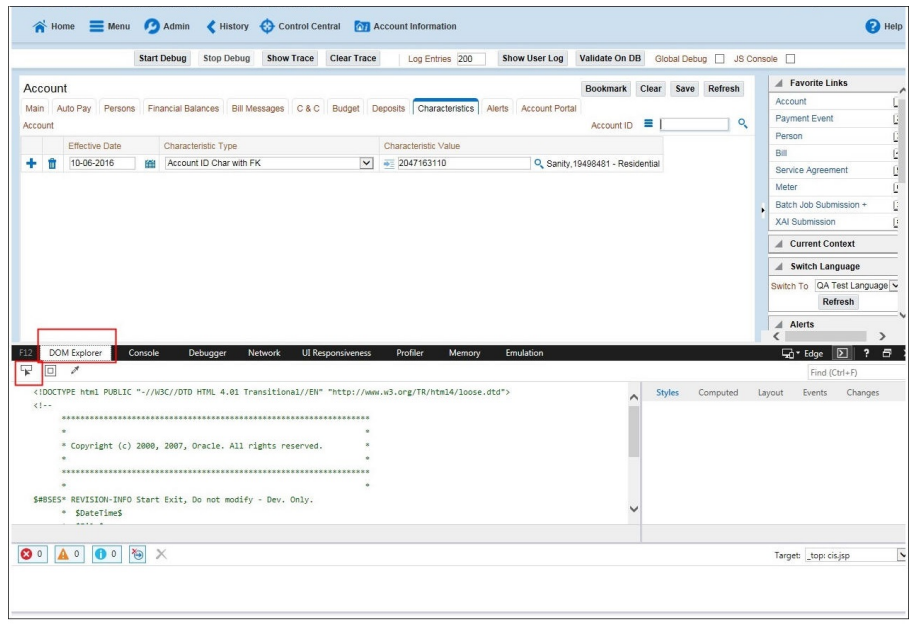 Home Menu Admin History Control Central Account Information Help
Start Debug Stop Debug Show Trace Clear Trace Log Entries 200 Show User Log Validate On DB Global Debug JS Console
Account Bookmark Clear Save Refresh
Main Auto Pay Persons Financial Balances Bill Messages C & C Budget Deposits Characteristics Alerts Account Portal
Account Account ID
Effective Date Characteristic Type Characteristic Value
10-06-2016 Account ID Char with FK 2047163110 Sanity,19498481 - Residential
Favorite Links
Account
Payment Event
Person
Bill
Service Agreement
Meter
Batch Job Submission +
XAI Submission
Current Context
Switch Language
Switch To QA Test Language
Refresh
Alerts
F12 DOM Explorer Console Debugger Network UI Responsiveness Profiler Memory Emulation Edge ?
Find (Ctrl+F)
<!DOCTYPE html PUBLIC "-//W3C//DTD HTML 4.01 Transitional//EN" "http://www.w3.org/TR/html4/loose.dtd">
Styles Computed Layout Events Changes
<!--
*******************************************************************
* *
* Copyright (c) 2000, 2007, Oracle. All rights reserved. *
* *
*******************************************************************
* *
$#BSES* REVISION-INFO Start Exit, Do not modify - Dev. Only.
* $DateTime$
0 0 0 Target: _top: cis.jsp